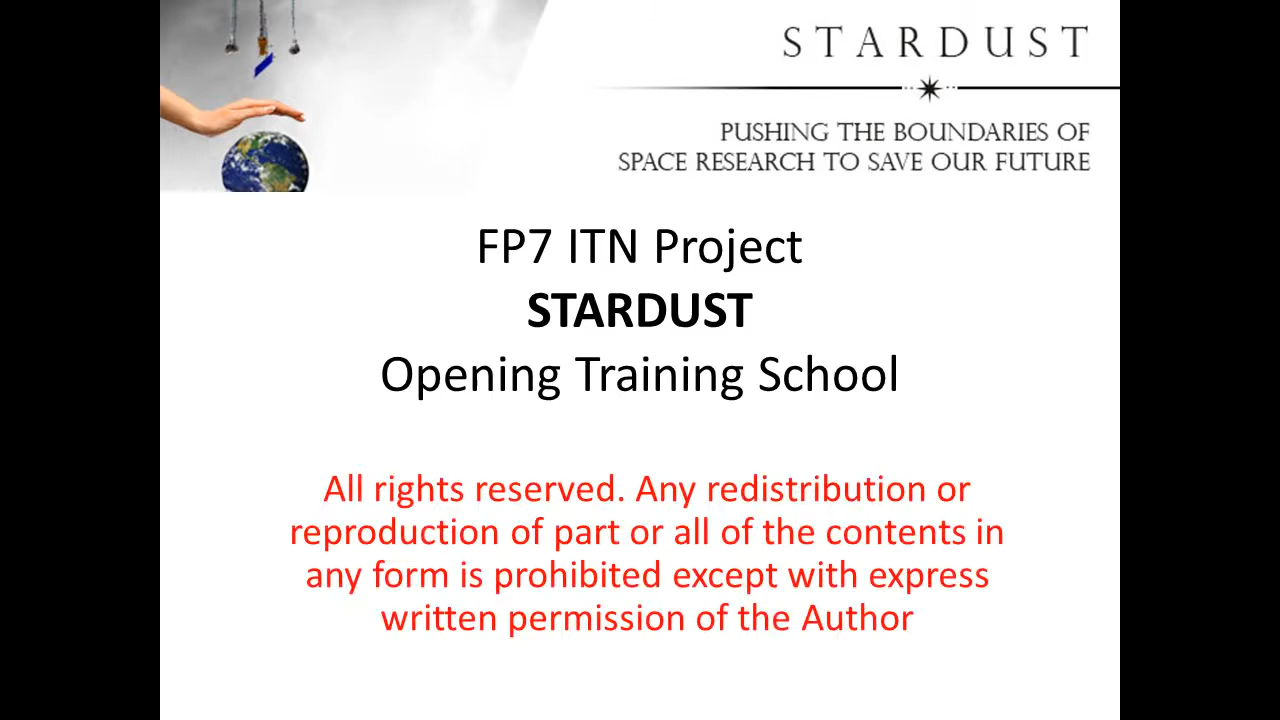 STARDUST
PUSHING THE BOUNDARIES OF
SPACE RESEARCH TO SAVE OUR FUTURE
FP7 ITN Project
STARDUST
Opening Training School
All rights reserved. Any redistribution or
reproduction of part or all of the contents in
any form is prohibited except with express
written permission of the Author